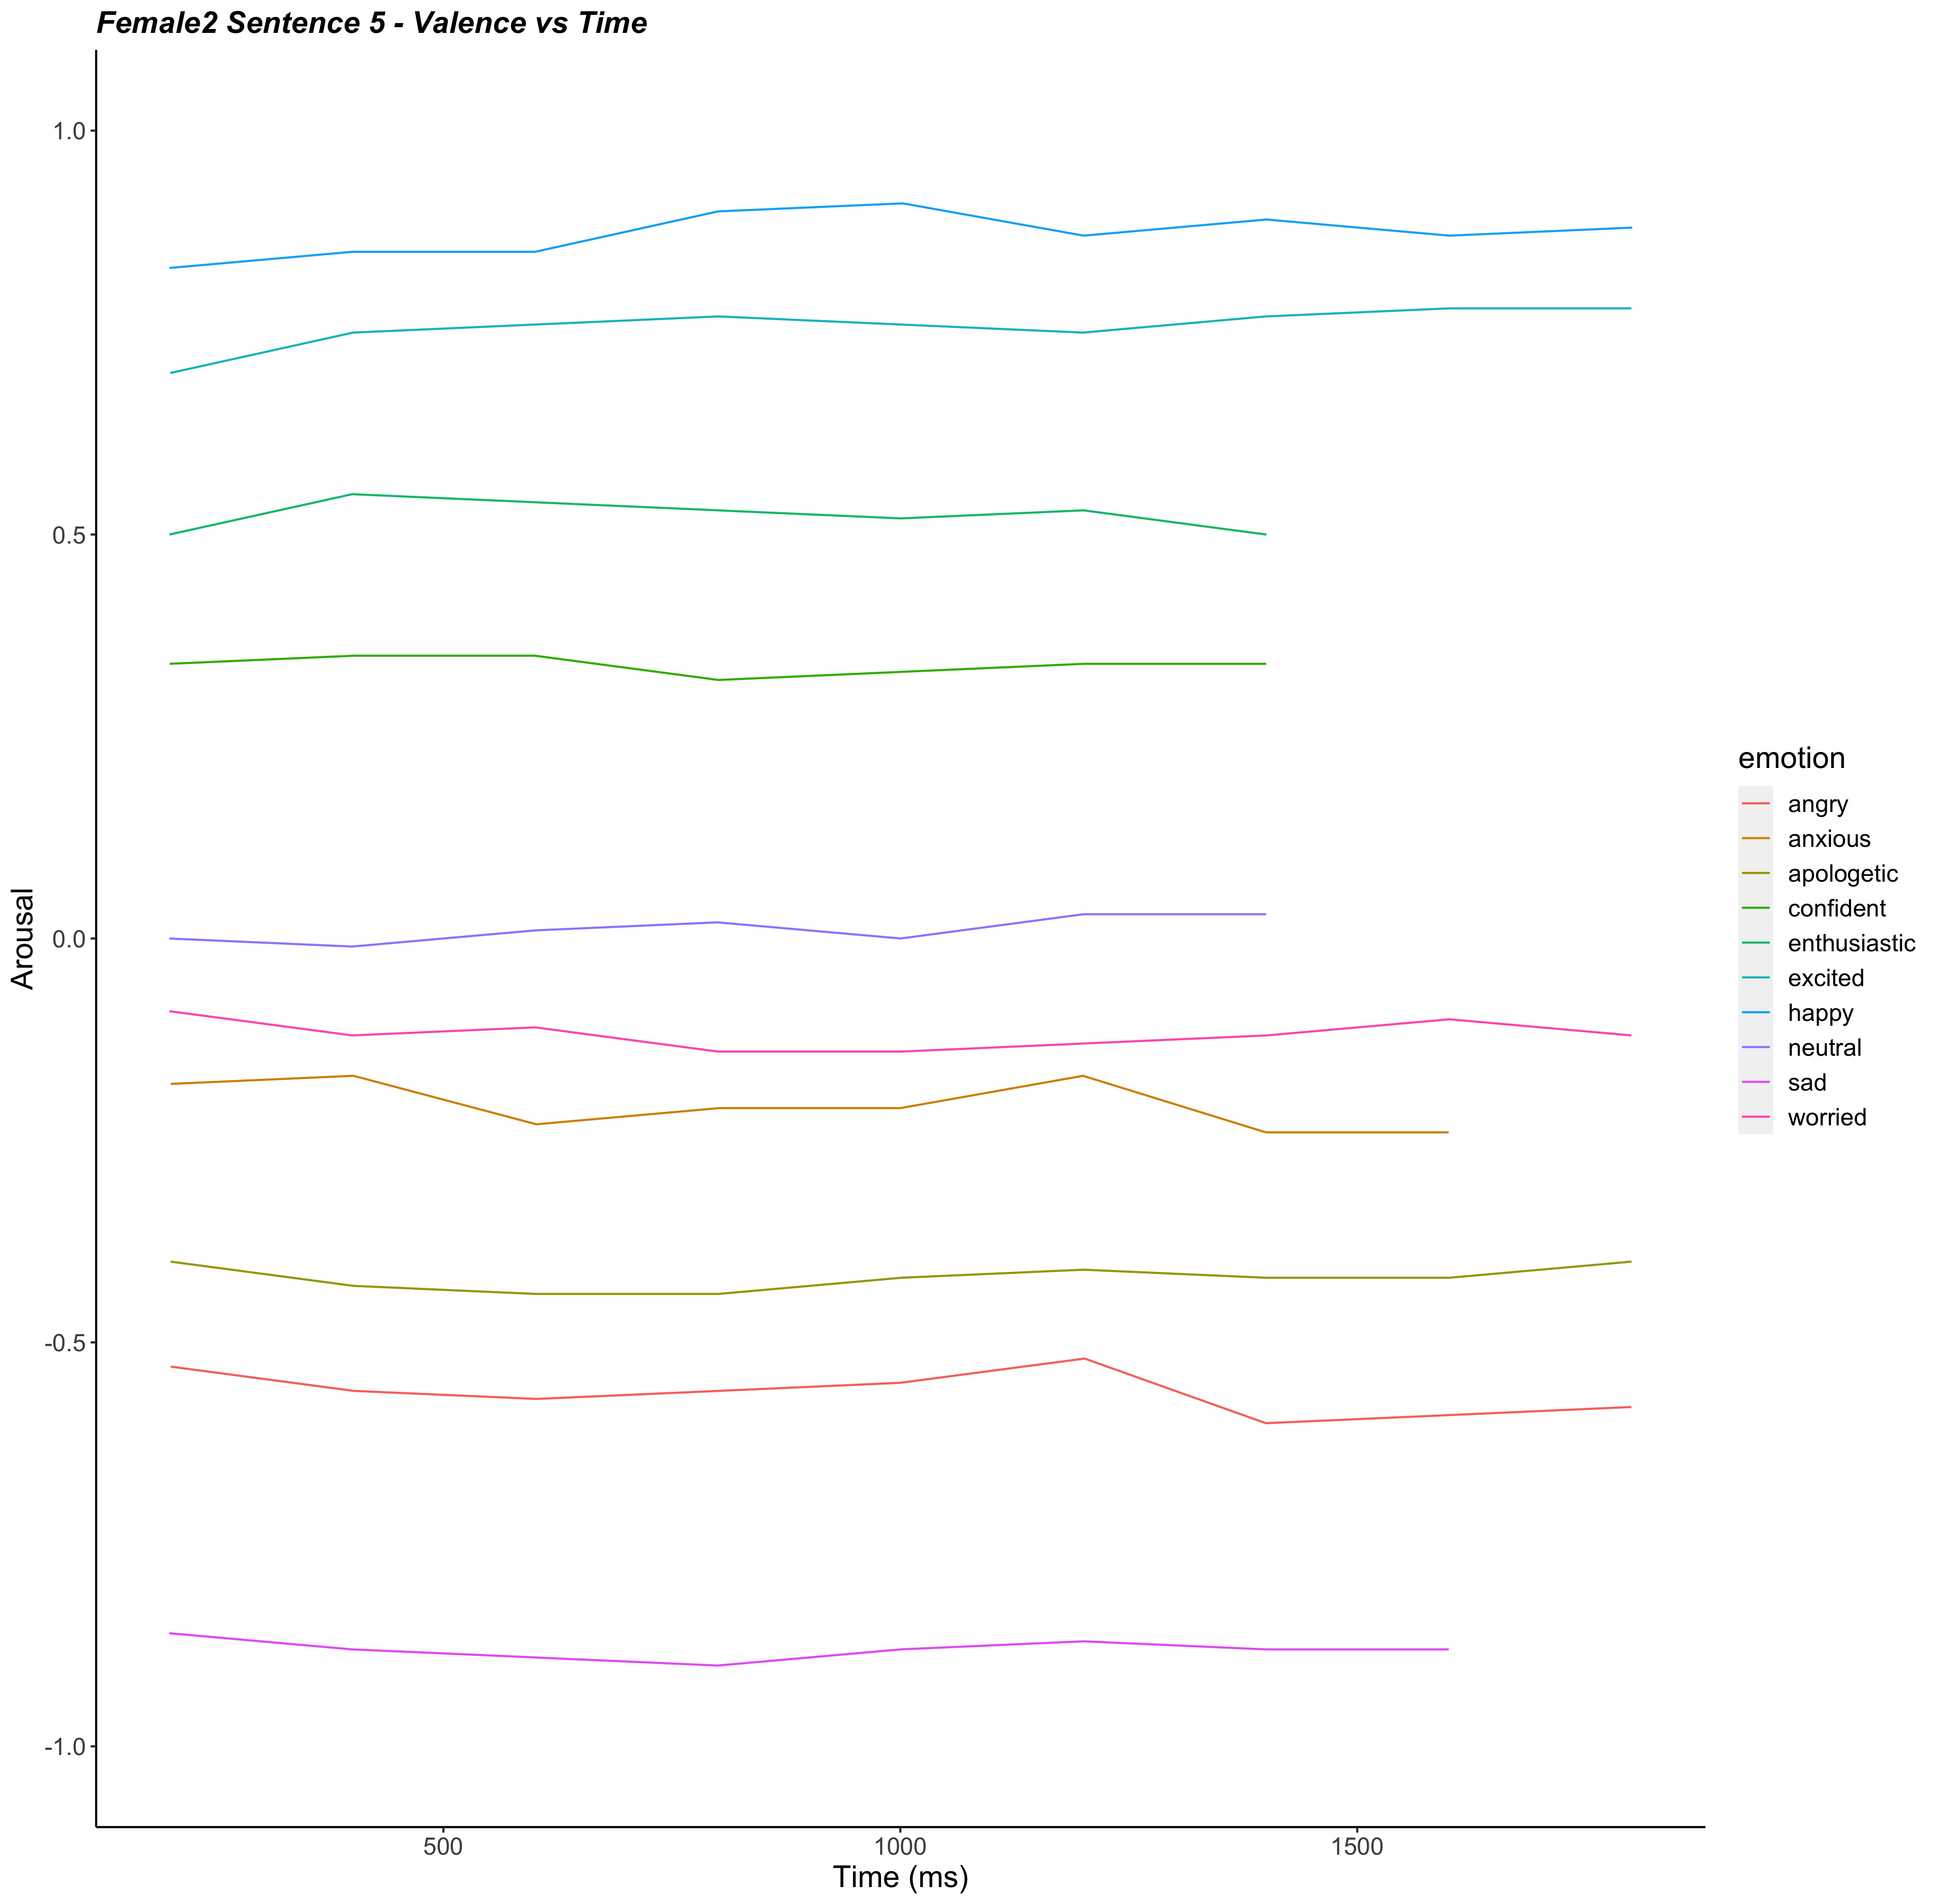 Female2 Sentence 5 - Valence vs Time
1.0
0.5
0.0
-0.5
-1.0
Arousal
500
1000
1500
Time (ms)
emotion
angry
anxious
apologetic
confident
enthusiastic
excited
happy
neutral
sad
worried